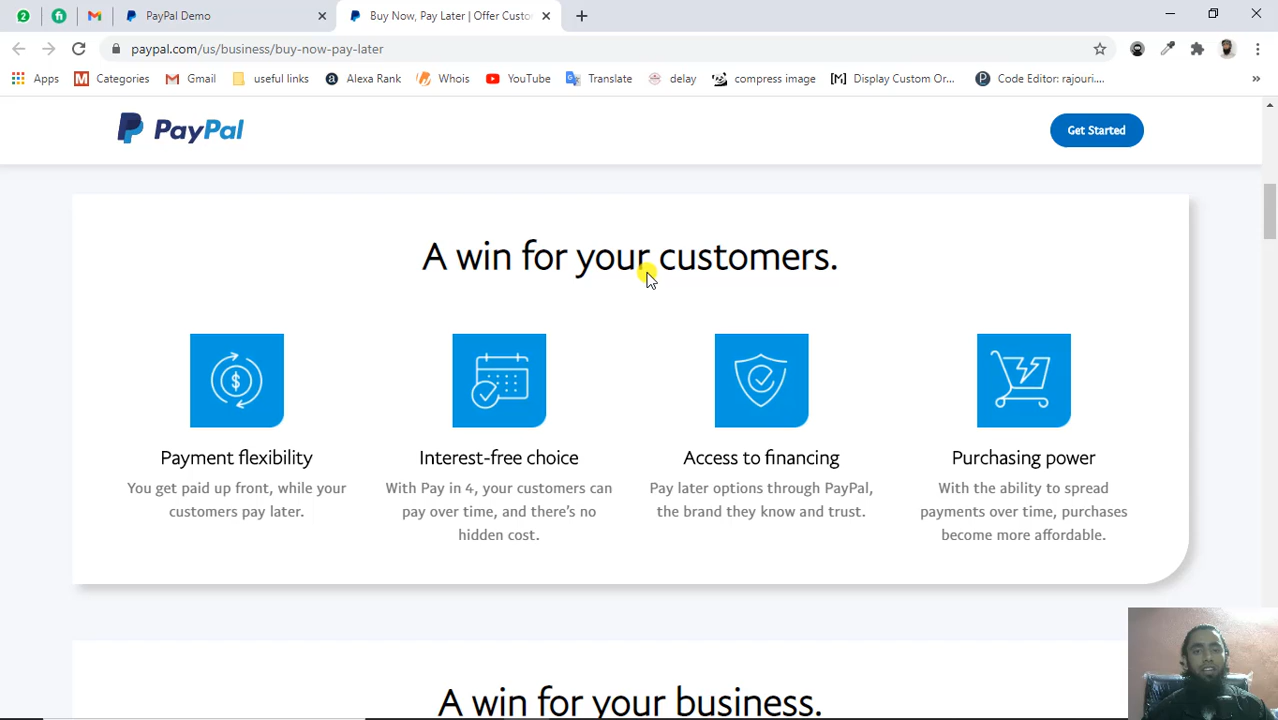 2
fi
PayPal Demo
Buy Now, Pay Later | Offer Custo
paypal.com/us/business/buy-now-pay-later
Apps
M Categories
Gmail
useful links
a Alexa Rank
Whois
YouTube
Translate
delay
compress image
[M] Display Custom Or...
P Code Editor: rajouri....
»
PayPal
Get Started
A win for your customers.
$
Payment flexibility
You get paid up front, while your
customers pay later.
Interest-free choice
With Pay in 4, your customers can
pay over time, and there's no
hidden cost.
Access to financing
Pay later options through PayPal,
the brand they know and trust.
Purchasing power
With the ability to spread
payments over time, purchases
become more affordable.
A win for your business.